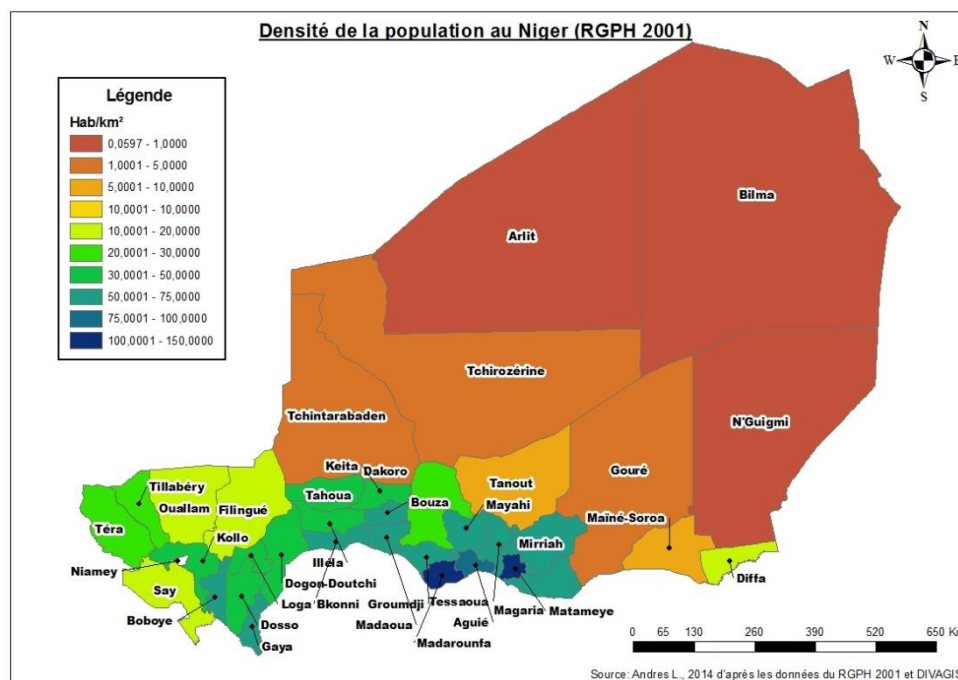 Densité de la population au Niger (RGPH 2001)
N
W E
S
Légende
Hab/km²
0,0597 - 1,0000
1,0001 - 5,0000
5,0001 - 10,0000
10,0001 - 10,0000
10,0001 - 20,0000
20,0001 - 30,0000
30,0001 - 50,0000
50,0001 - 75,0000
75,0001 - 100,0000
100,0001 - 150,0000
Bilma
Arlit
Tchirozérine
Tchintarabaden
N'Guigmi
Gouré
Keita
Dakoro
Tanout
Tahoua
Bouza
Mayahi
Tillabéry
Ouallam
Filingué
Maïné-Soroa
Téra
Kollo
Mirriah
Niamey
Illéla
Diffa
Dogon-Doutchi
Say
Loga
Bkonni
Groumdji
Tessaoua
Magaria
Matameye
Boboye
Dosso
Madaoua
Aguié
Gaya
Madarounfa
0 65 130 260 390 520 650 Km
Source: Andres L., 2014 d'après les données du RGPH 2001 et DIVAGIS